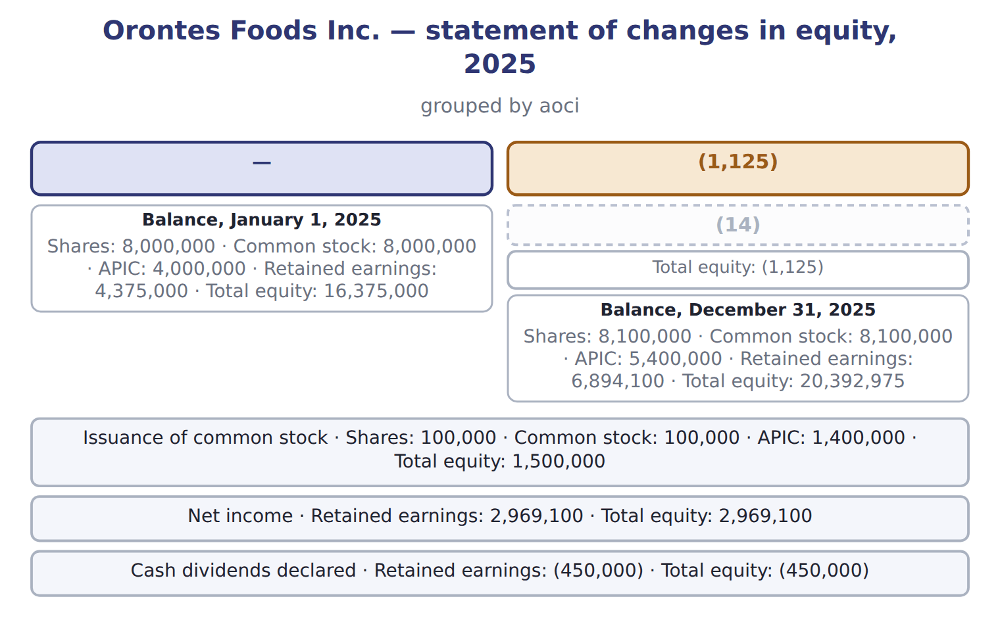 Orontes Foods Inc. — statement of changes in equity,
2025
grouped by aoci
—
Balance, January 1, 2025
Shares: 8,000,000 · Common stock: 8,000,000
· APIC: 4,000,000 · Retained earnings:
4,375,000 · Total equity: 16,375,000
(1,125)
(14)
Total equity: (1,125)
Balance, December 31, 2025
Shares: 8,100,000 · Common stock: 8,100,000
· APIC: 5,400,000 · Retained earnings:
6,894,100 · Total equity: 20,392,975
Issuance of common stock · Shares: 100,000 · Common stock: 100,000 · APIC: 1,400,000 ·
Total equity: 1,500,000
Net income · Retained earnings: 2,969,100 · Total equity: 2,969,100
Cash dividends declared · Retained earnings: (450,000) · Total equity: (450,000)